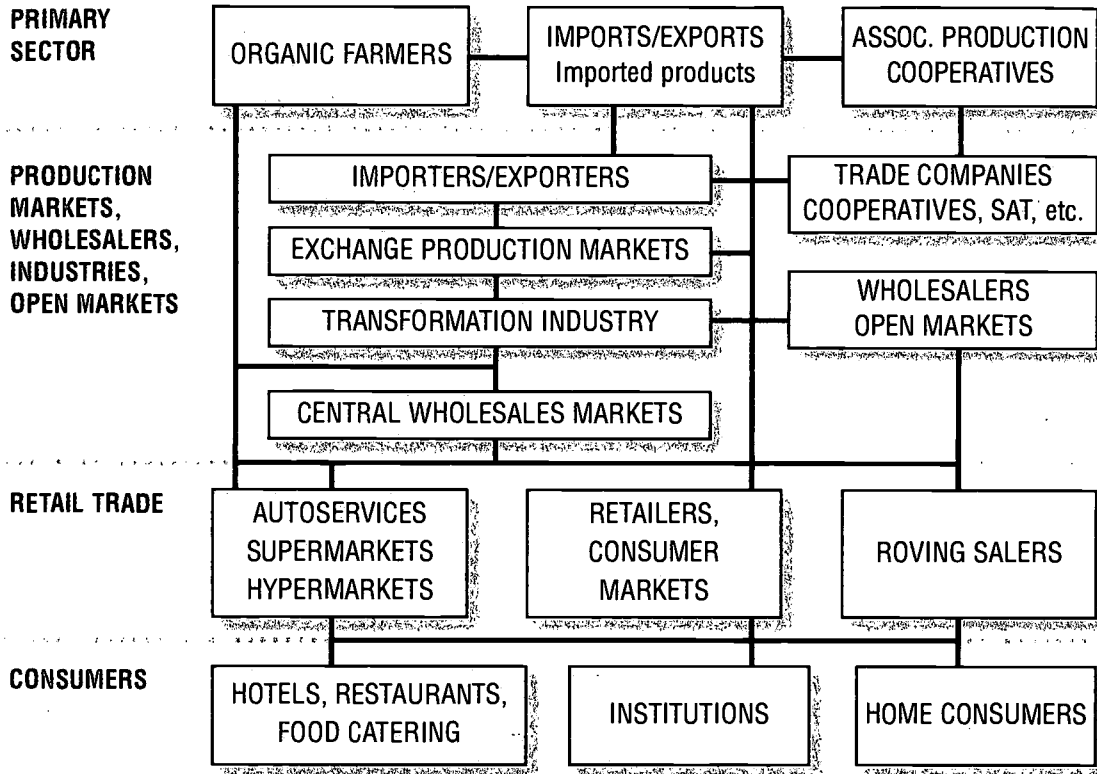 PRIMARY
SECTOR
ORGANIC FARMERS
IMPORTS/EXPORTS
Imported products
ASSOC. PRODUCTION
COOPERATIVES
PRODUCTION
MARKETS,
WHOLESALERS,
INDUSTRIES,
OPEN MARKETS
IMPORTERS/EXPORTERS
TRADE COMPANIES
COOPERATIVES, SAT, etc.
EXCHANGE PRODUCTION MARKETS
TRANSFORMATION INDUSTRY
WHOLESALERS
OPEN MARKETS
CENTRAL WHOLESALES MARKETS
RETAIL TRADE
AUTOSERVICES
SUPERMARKETS
HYPERMARKETS
RETAILERS,
CONSUMER
MARKETS
ROVING SALERS
CONSUMERS
HOTELS, RESTAURANTS,
FOOD CATERING
INSTITUTIONS
HOME CONSUMERS